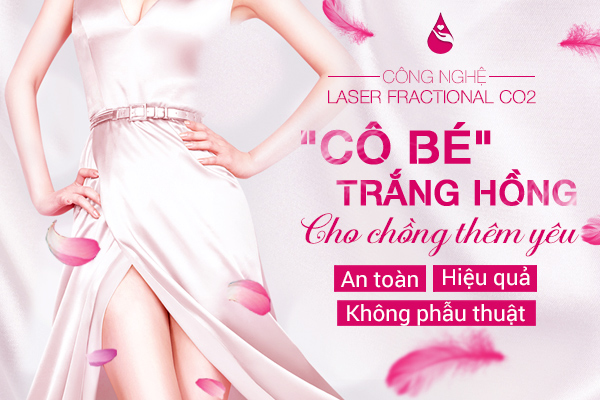 CÔNG NGHỆ
LASER FRACTIONAL CO2
"CÔ BÉ"
TRẮNG HỒNG
Cho chồng thêm yêu
An toàn Hiệu quả
Không phẫu thuật